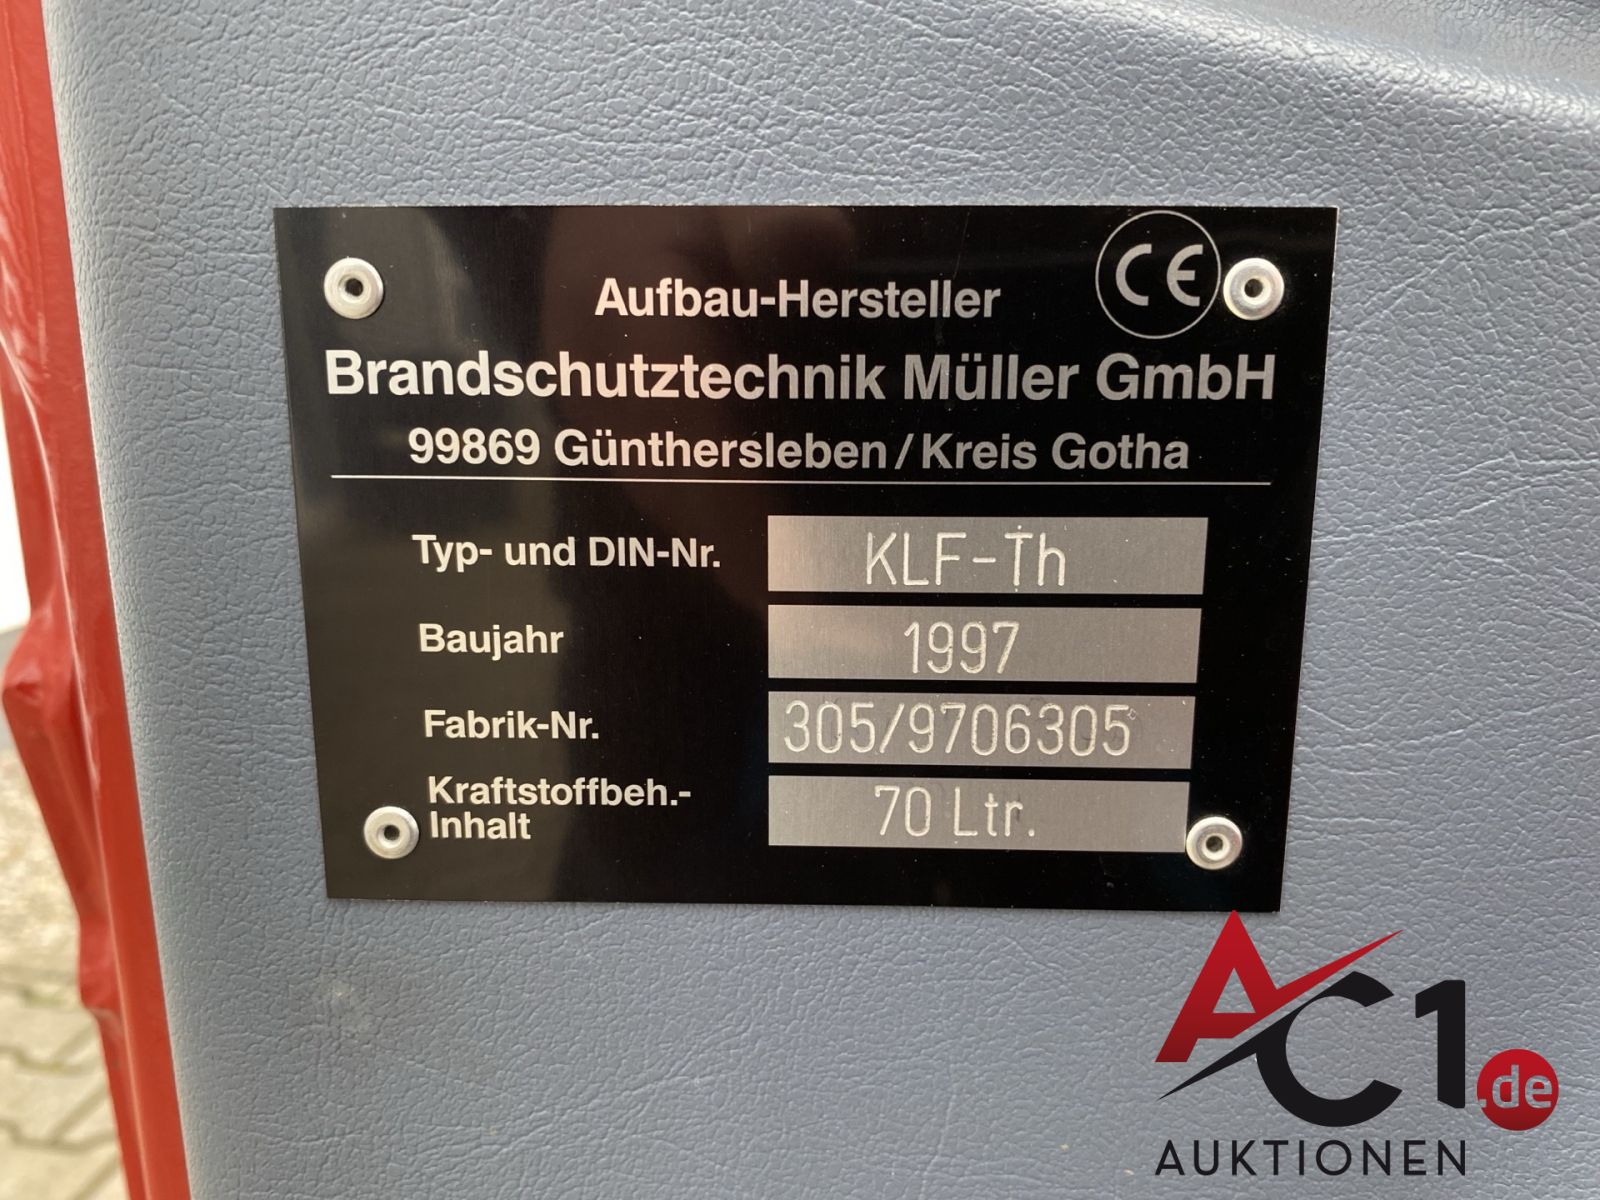 CE
Aufbau-Hersteller
Brandschutztechnik Müller GmbH
99869 Günthersleben/Kreis Gotha
Typ- und DIN-Nr. KLF-Th
Baujahr 1997
Fabrik-Nr. 305/9706305
Kraftstoffbeh.-
Inhalt 70 Ltr.
AC1.de
AUKTIONEN